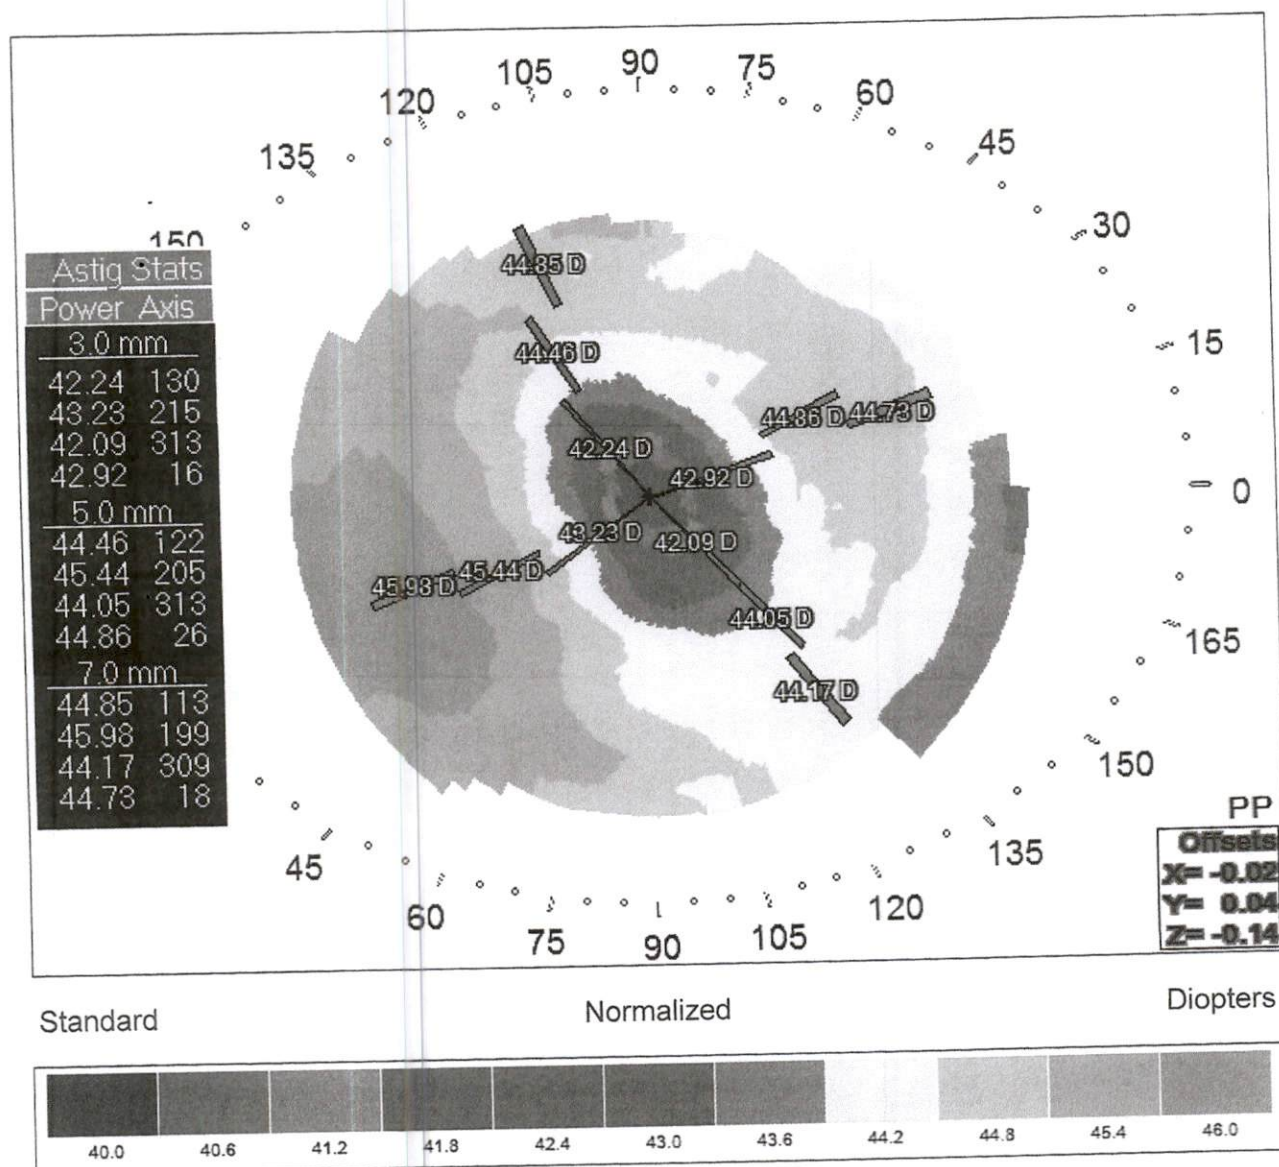 105 90 75
120 60
135 45
150 30
15
0
165
150
135
120
105
90
75
60
45
Astig Stats
Power Axis
3.0 mm
42.24 130
43.23 215
42.09 313
42.92 16
5.0 mm
44.46 122
45.44 205
44.05 313
44.86 26
7.0 mm
44.85 113
45.98 199
44.17 309
44.73 18
44.85 D
44.46 D
44.86 D 44.73 D
42.24 D
42.92 D
43.23 D 42.09 D
45.98 D 45.44 D
44.05 D
44.17 D
PP
Offsets
X= -0.02
Y= 0.04
Z= -0.14
Standard Normalized Diopters
40.0 40.6 41.2 41.8 42.4 43.0 43.6 44.2 44.8 45.4 46.0